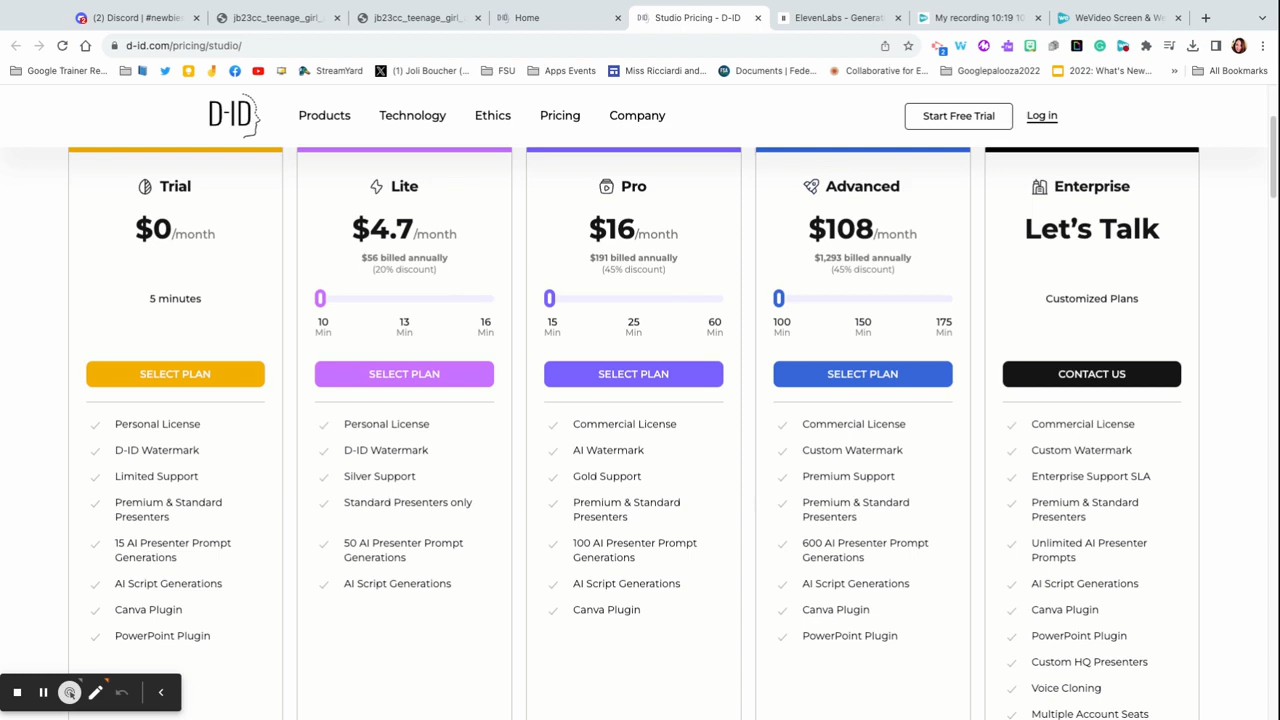 Discord | #newbie
jb23cc_teenage_girl_
jb23cc_teenage_girl_
Home
Studio Pricing - D-ID
ElevenLabs - Generat
My recording 10:19 10
WeVideo Screen & We
d-id.com/pricing/studio/
Google Trainer Re...
StreamYard
(1) Joli Boucher (...
FSU
Apps Events
Miss Ricciardi and...
Documents | Fede...
Collaborative for E...
Googlepalooza2022
2022: What's New...
»
All Bookmarks
D-ID
Products
Technology
Ethics
Pricing
Company
Start Free Trial
Log in
Trial
$0/month
5 minutes
SELECT PLAN
Personal License
D-ID Watermark
Limited Support
Premium & Standard
Presenters
15 AI Presenter Prompt
Generations
AI Script Generations
Canva Plugin
PowerPoint Plugin
Lite
$4.7/month
$56 billed annually
(20% discount)
10 13 16
Min Min Min
SELECT PLAN
Personal License
D-ID Watermark
Silver Support
Standard Presenters only
50 AI Presenter Prompt
Generations
AI Script Generations
Pro
$16/month
$191 billed annually
(45% discount)
15 25 60
Min Min Min
SELECT PLAN
Commercial License
AI Watermark
Gold Support
Premium & Standard
Presenters
100 AI Presenter Prompt
Generations
AI Script Generations
Canva Plugin
Advanced
$108/month
$1,293 billed annually
(45% discount)
100 150 175
Min Min Min
SELECT PLAN
Commercial License
Custom Watermark
Premium Support
Premium & Standard
Presenters
600 AI Presenter Prompt
Generations
AI Script Generations
Canva Plugin
PowerPoint Plugin
Enterprise
Let's Talk
Customized Plans
CONTACT US
Commercial License
Custom Watermark
Enterprise Support SLA
Premium & Standard
Presenters
Unlimited AI Presenter
Prompts
AI Script Generations
Canva Plugin
PowerPoint Plugin
Custom HQ Presenters
Voice Cloning
Multiple Account Seats